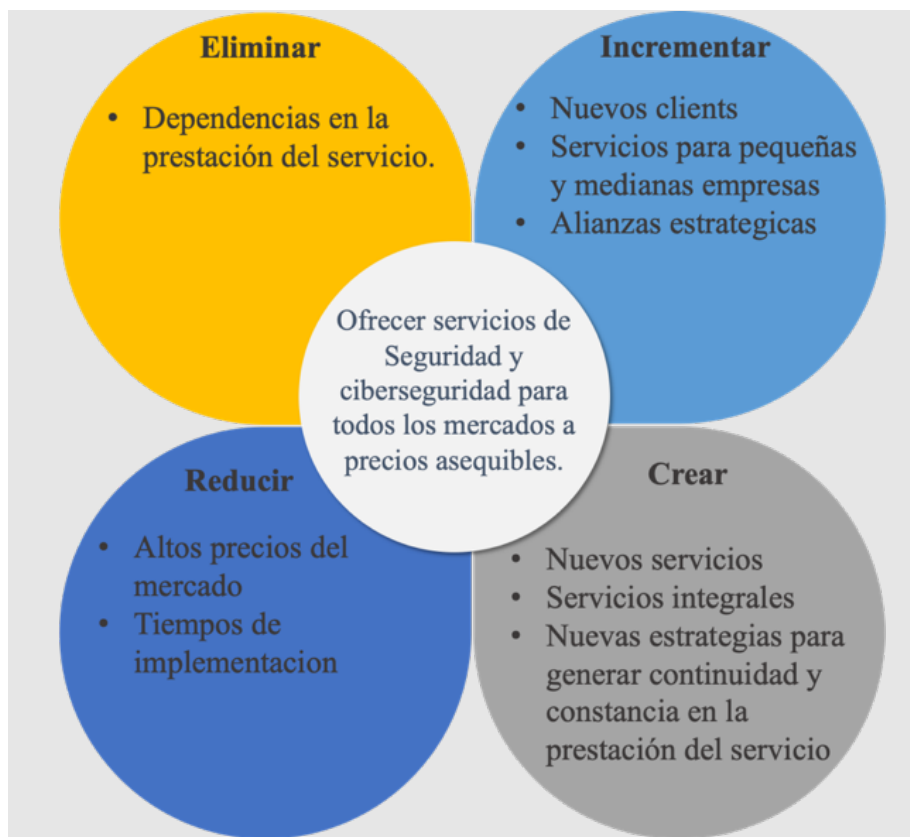 Eliminar
• Dependencias en la
prestación del servicio.
Incrementar
• Nuevos clients
• Servicios para pequeñas
y medianas empresas
• Alianzas estrategicas
Ofrecer servicios de
Seguridad y
ciberseguridad para
todos los mercados a
precios asequibles.
Reducir
• Altos precios del
mercado
• Tiempos de
implementacion
Crear
• Nuevos servicios
• Servicios integrales
• Nuevas estrategias para
generar continuidad y
constancia en la
prestación del servicio